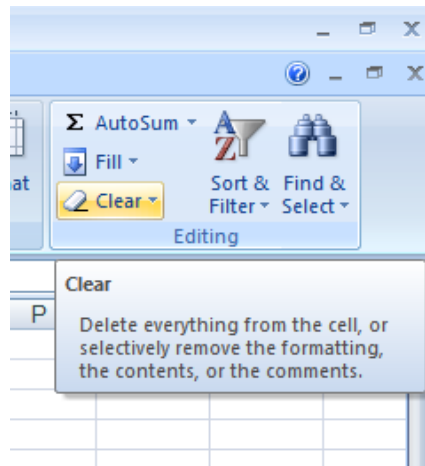 Σ AutoSum
Fill
Clear
at
Sort &
Filter
Find &
Select
Editing
Clear
P
Delete everything from the cell, or
selectively remove the formatting,
the contents, or the comments.